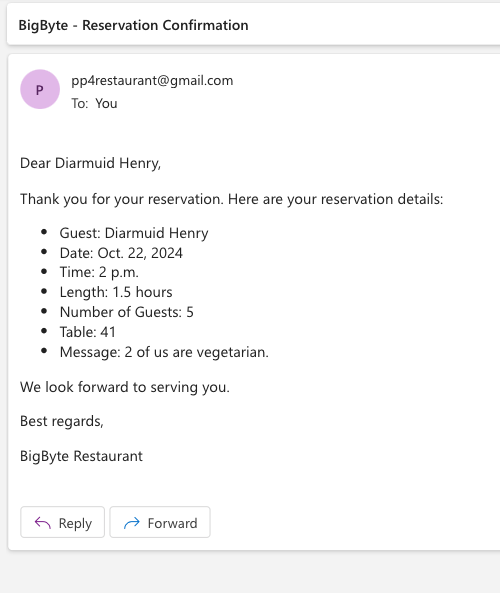 BigByte - Reservation Confirmation
P
pp4restaurant@gmail.com
To: You
Dear Diarmuid Henry,
Thank you for your reservation. Here are your reservation details:
• Guest: Diarmuid Henry
• Date: Oct. 22, 2024
• Time: 2 p.m.
• Length: 1.5 hours
• Number of Guests: 5
• Table: 41
• Message: 2 of us are vegetarian.
We look forward to serving you.
Best regards,
BigByte Restaurant
Reply Forward